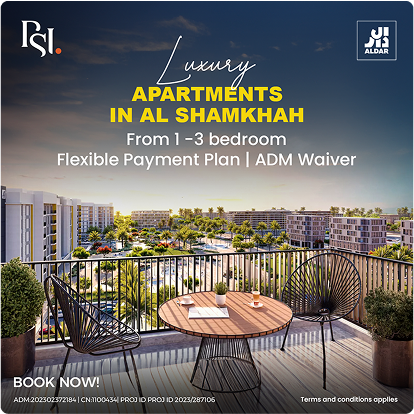 PSI.
الدار
ALDAR
Luxury
APARTMENTS
IN AL SHAMKHAH
From 1 -3 bedroom
Flexible Payment Plan | ADM Waiver
BOOK NOW!
ADM:202302372184 | CN:1100434| PROJ ID PROJ ID 2023/287106
Terms and conditions applies